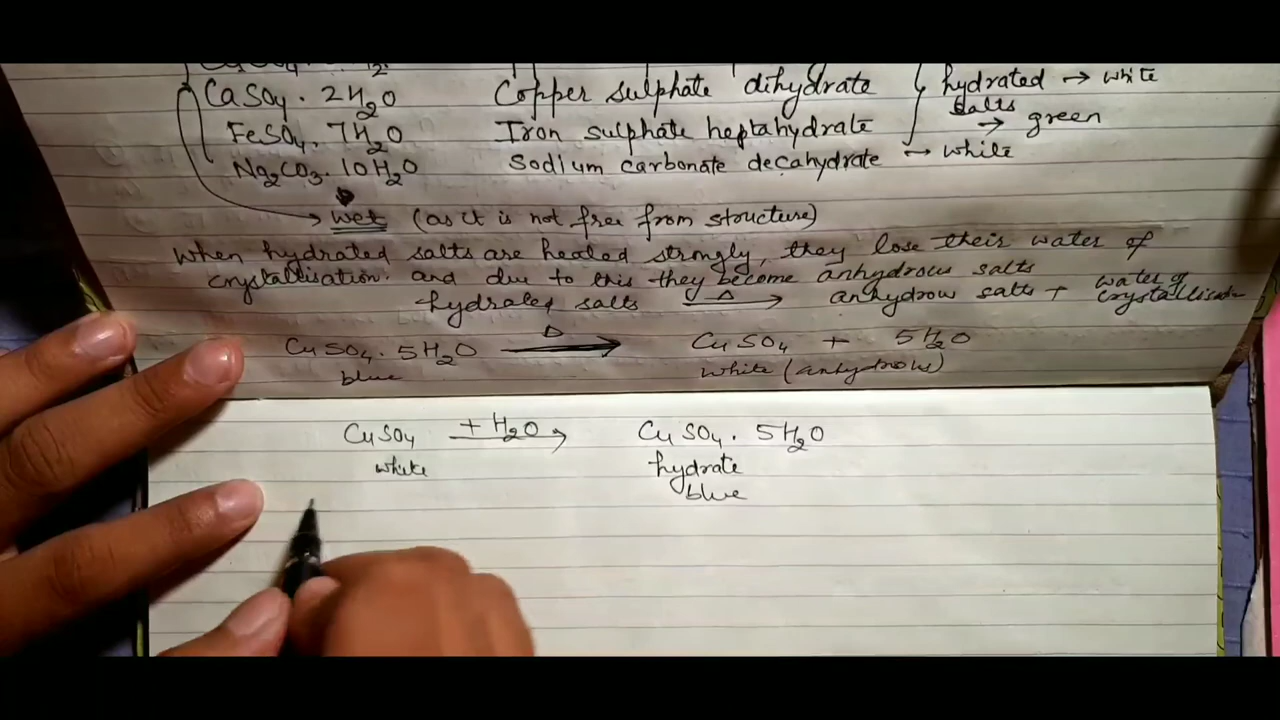 CaSO4 . 2H2O Copper sulphate dihydrate hydrated salts → white
FeSO4. 7H2O Iron sulphate heptahydrate → green
Na2CO3. 10H2O Sodium carbonate decahydrate → white
wet (as it is not free from structure)
When hydrated salts are heated strongly, they lose their water of
crystallisation. and due to this they become anhydrous salts
hydrated salts Δ→ anhydrow salts + water of crystallisation
CuSO4. 5H2O Δ→ CuSO4 + 5H2O
blue white (anhydrous)
CuSO4 + H2O → CuSO4. 5H2O
white hydrate
blue